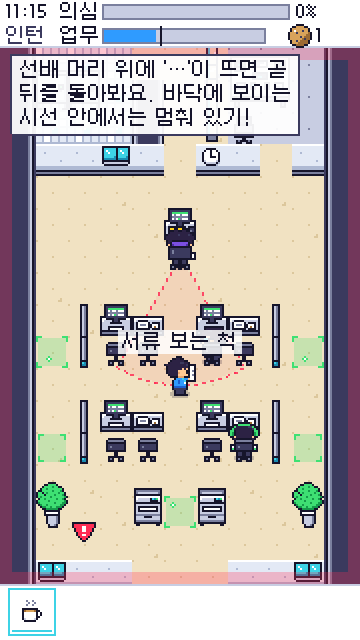 11:15 의심 0%
인턴 업무 1
선배 머리 위에 '…'이 뜨면 곧
뒤를 돌아봐요. 바닥에 보이는
시선 안에서는 멈춰 있기!
서류 보는 척
!